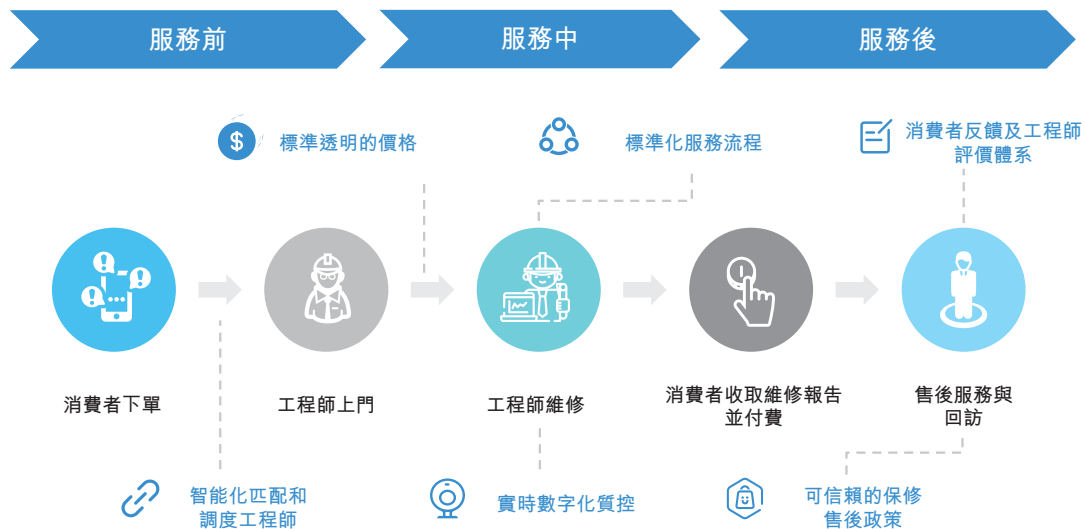 服務前
服務中
服務後
標準透明的價格
標準化服務流程
消費者反饋及工程師
評價體系
消費者下單
工程師上門
工程師維修
消費者收取維修報告
並付費
售後服務與
回訪
智能化匹配和
調度工程師
實時數字化質控
可信賴的保修
售後政策